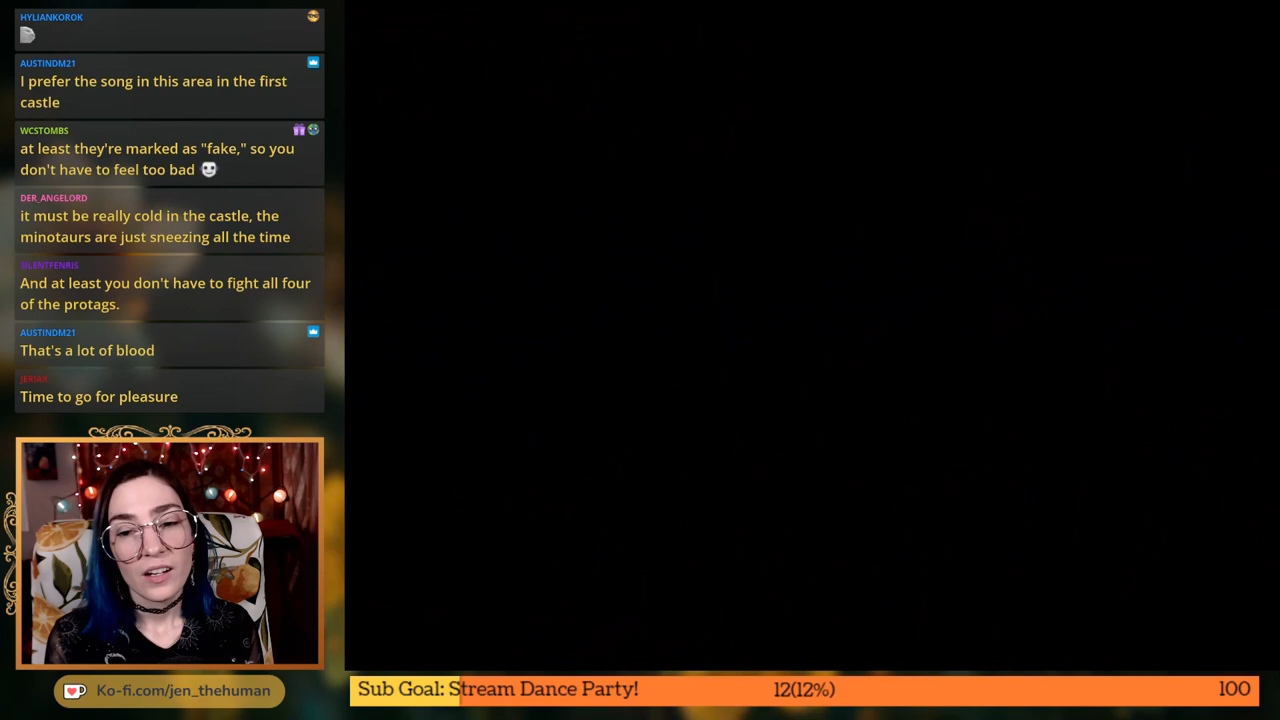 HYLIANKOROK
AUSTINDM21
I prefer the song in this area in the first
castle
WCSTOMBS
at least they're marked as "fake," so you
don't have to feel too bad
DER_ANGELORD
it must be really cold in the castle, the
minotaurs are just sneezing all the time
SILENTFENRIS
And at least you don't have to fight all four
of the protags.
AUSTINDM21
That's a lot of blood
JERIAX
Time to go for pleasure
Ko-fi.com/jen_thehuman
Sub Goal: Stream Dance Party! 12(12%) 100